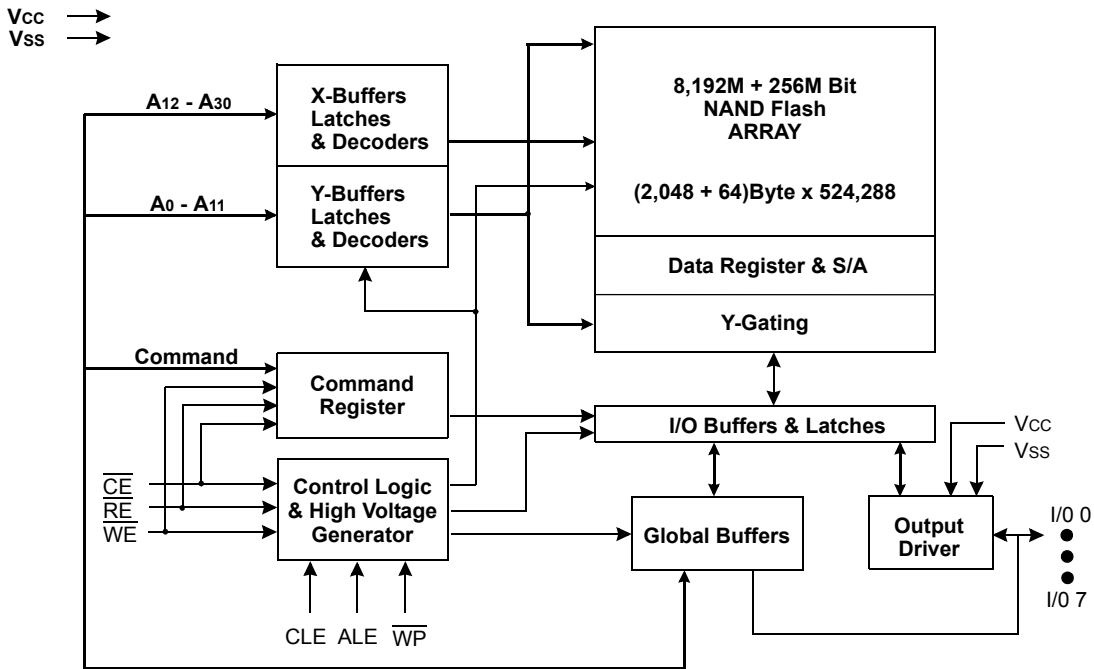 VCC
VSS
A12 - A30
X-Buffers
Latches
& Decoders
8,192M + 256M Bit
NAND Flash
ARRAY
(2,048 + 64)Byte x 524,288
A0 - A11
Y-Buffers
Latches
& Decoders
Data Register & S/A
Y-Gating
Command
Command
Register
I/O Buffers & Latches
VCC
VSS
CE
RE
WE
Control Logic
& High Voltage
Generator
Global Buffers
Output
Driver
I/0 0
I/0 7
CLE
ALE
WP